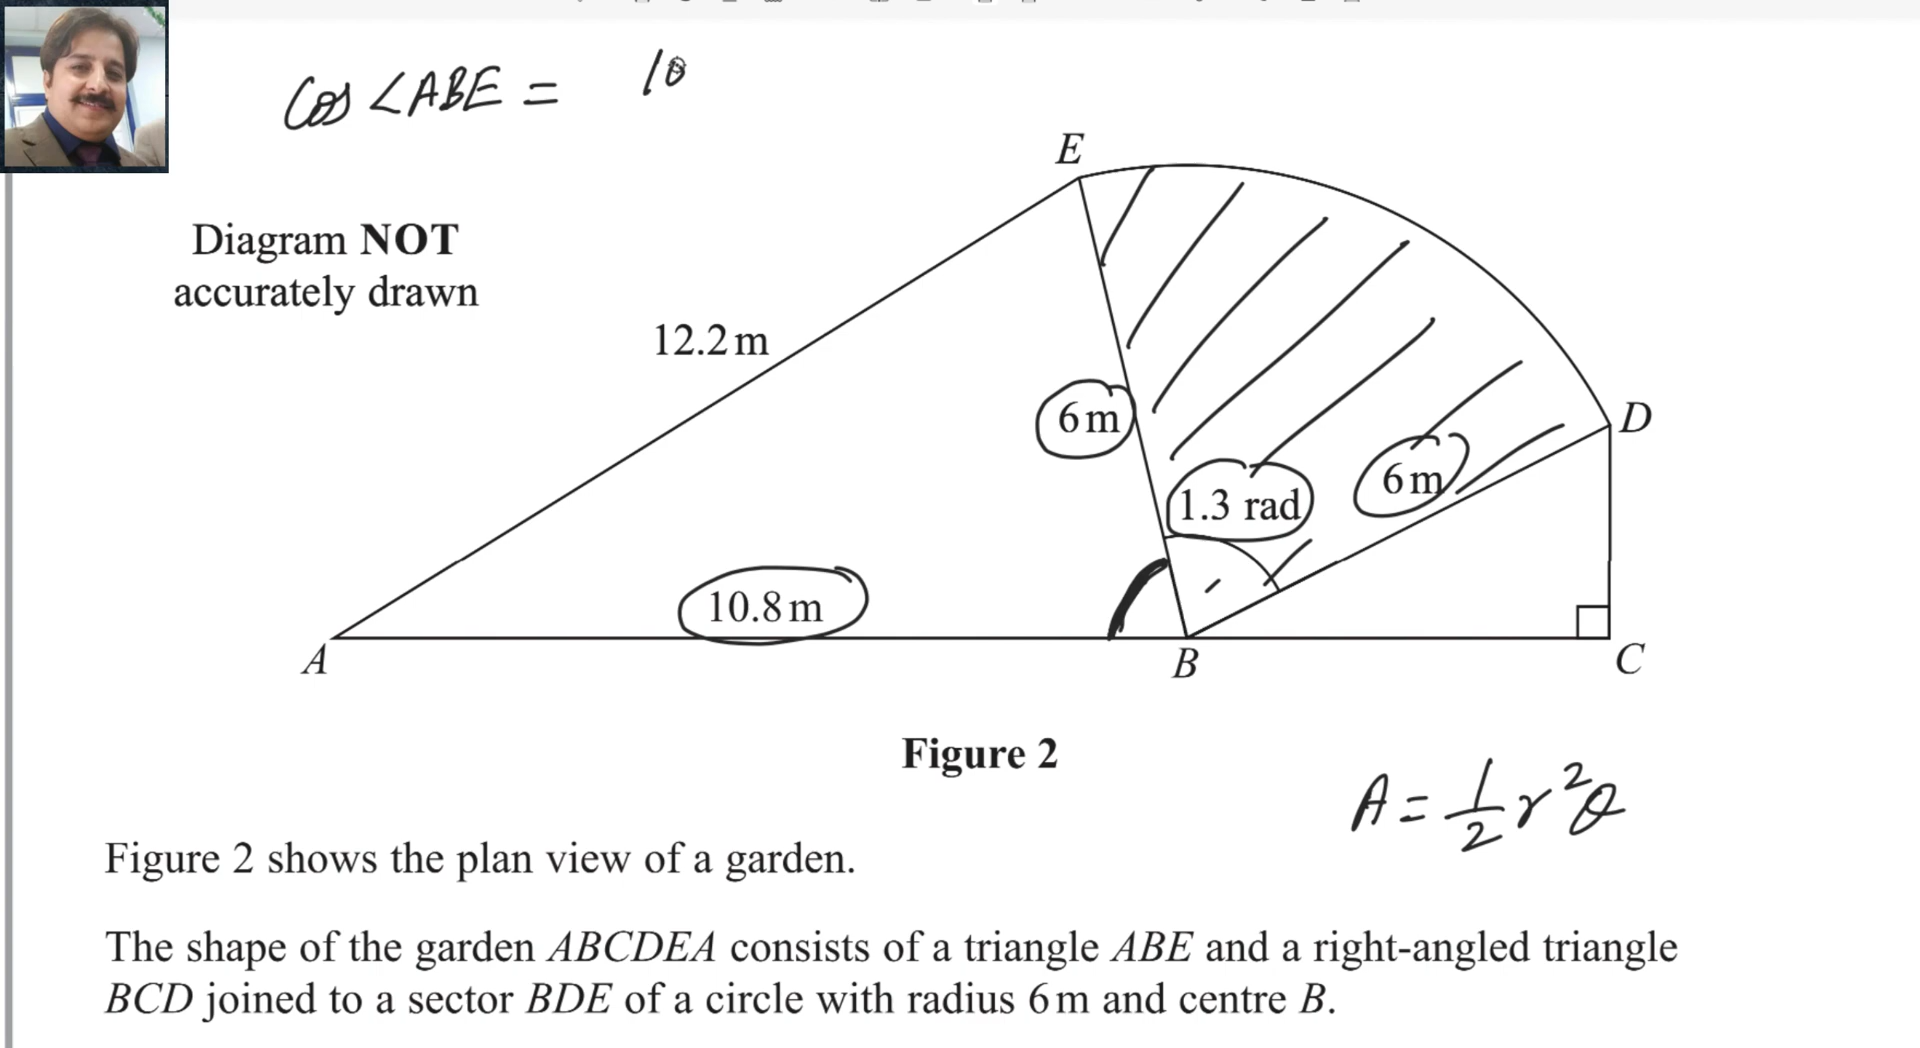 Cos ∠ABE = 10
E
Diagram NOT
accurately drawn
12.2 m
6 m
D
1.3 rad
6 m
10.8 m
A
B
C
Figure 2
A = 1/2 r²θ
Figure 2 shows the plan view of a garden.
The shape of the garden ABCDEA consists of a triangle ABE and a right-angled triangle
BCD joined to a sector BDE of a circle with radius 6 m and centre B.